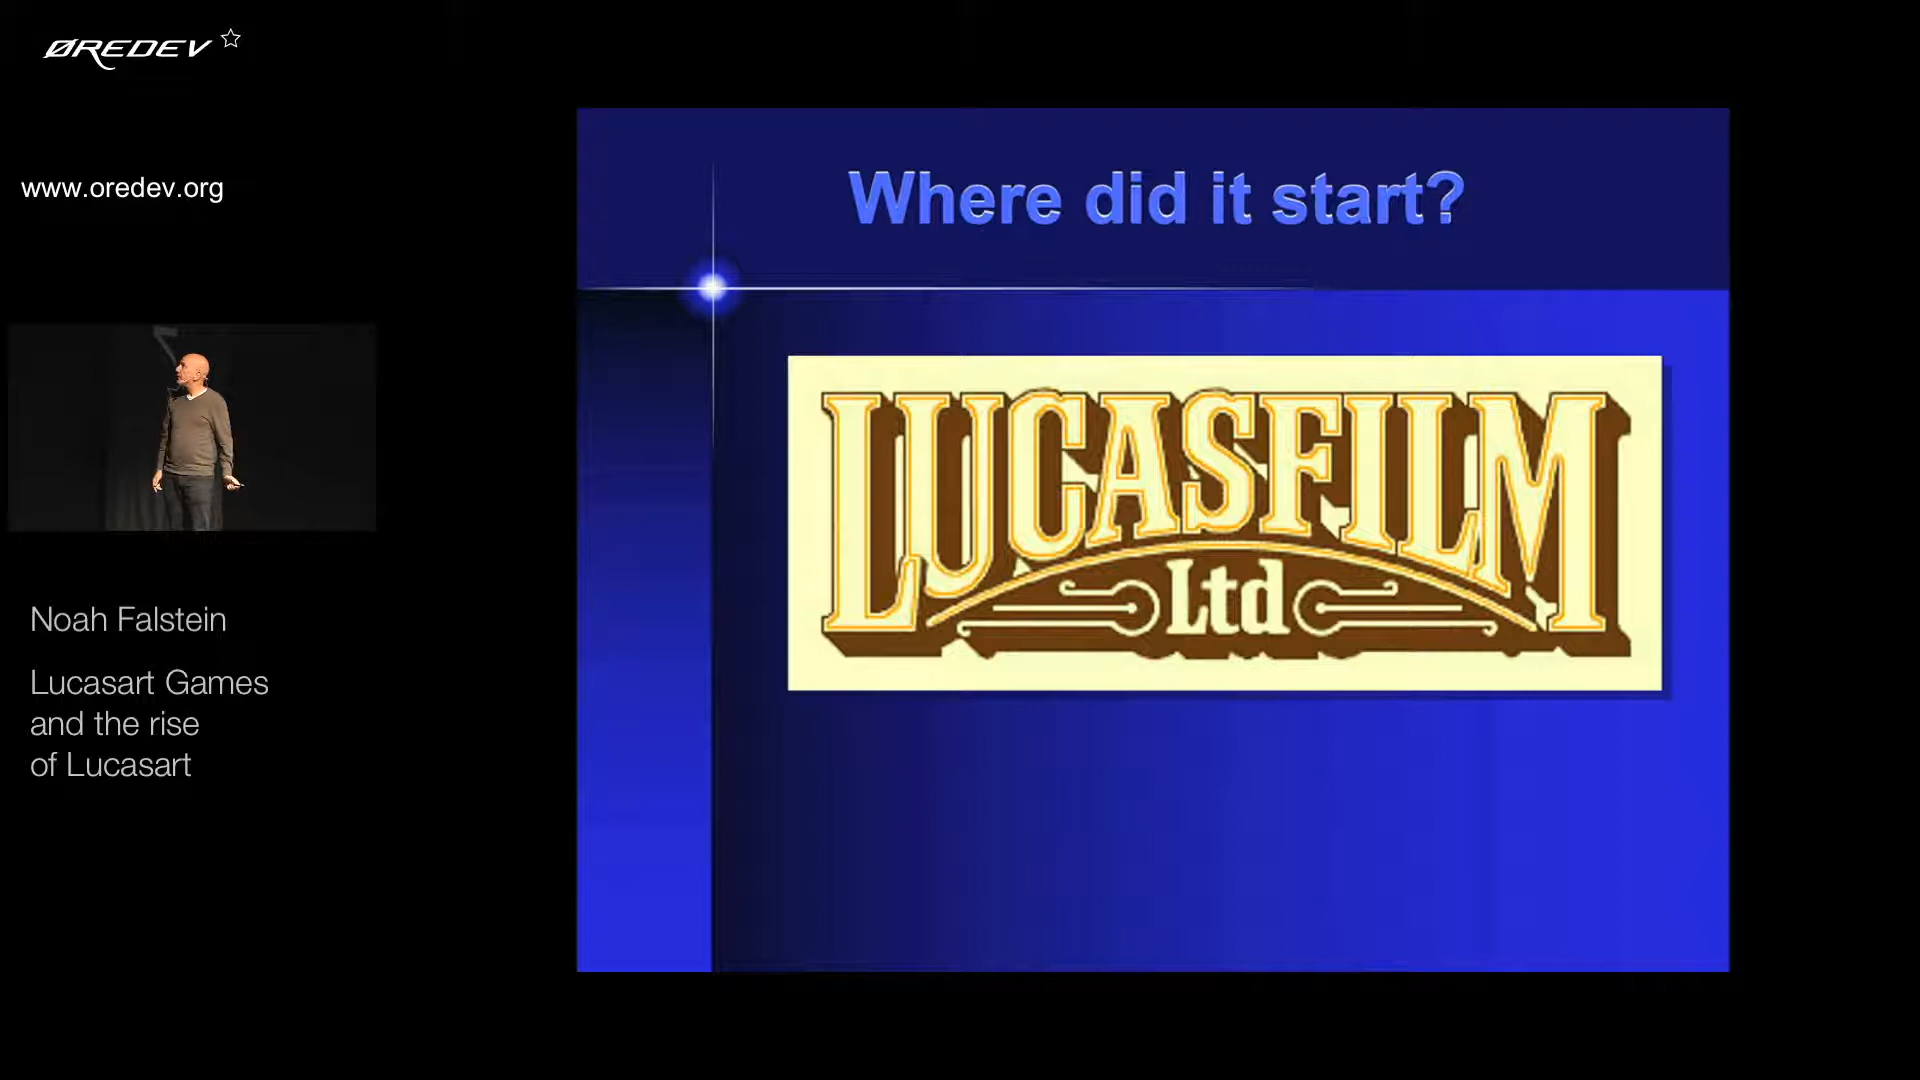 ØREDEV
www.oredev.org
Where did it start?
LUCASFILM
Ltd
Noah Falstein
Lucasart Games
and the rise
of Lucasart